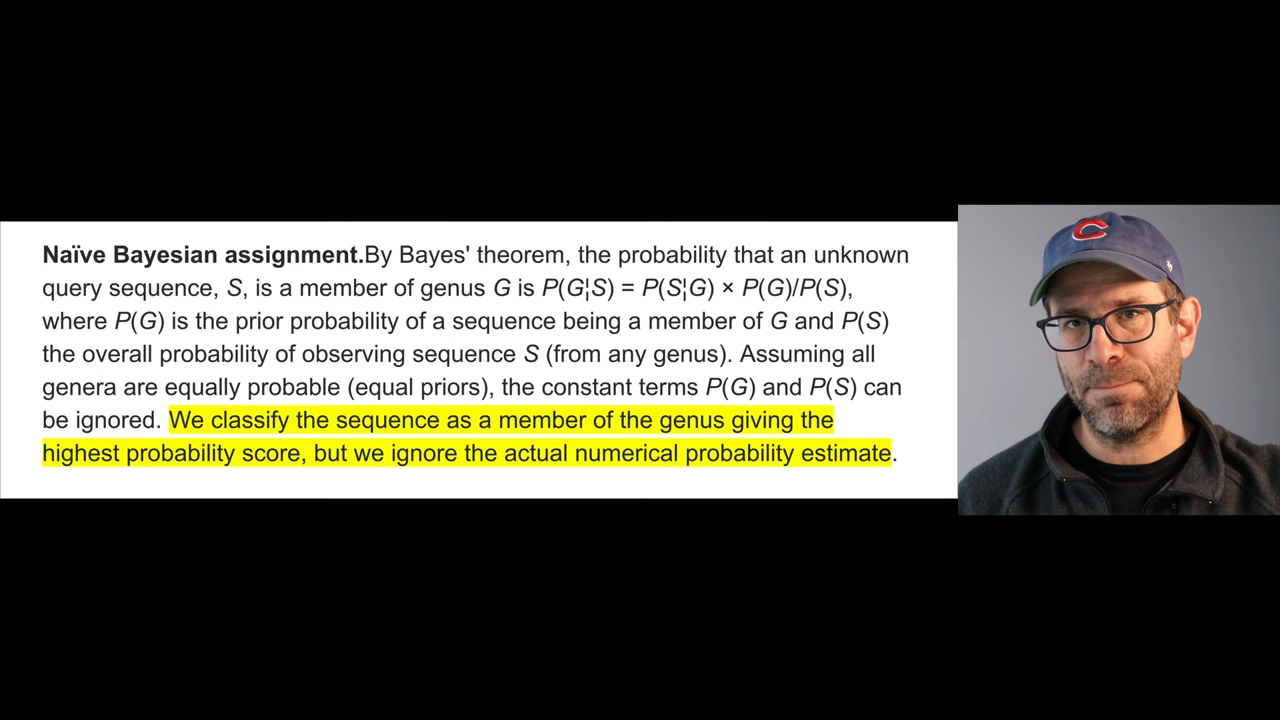 Naïve Bayesian assignment.By Bayes' theorem, the probability that an unknown
query sequence, S, is a member of genus G is P(G¦S) = P(S¦G) × P(G)/P(S),
where P(G) is the prior probability of a sequence being a member of G and P(S)
the overall probability of observing sequence S (from any genus). Assuming all
genera are equally probable (equal priors), the constant terms P(G) and P(S) can
be ignored. We classify the sequence as a member of the genus giving the
highest probability score, but we ignore the actual numerical probability estimate.
C